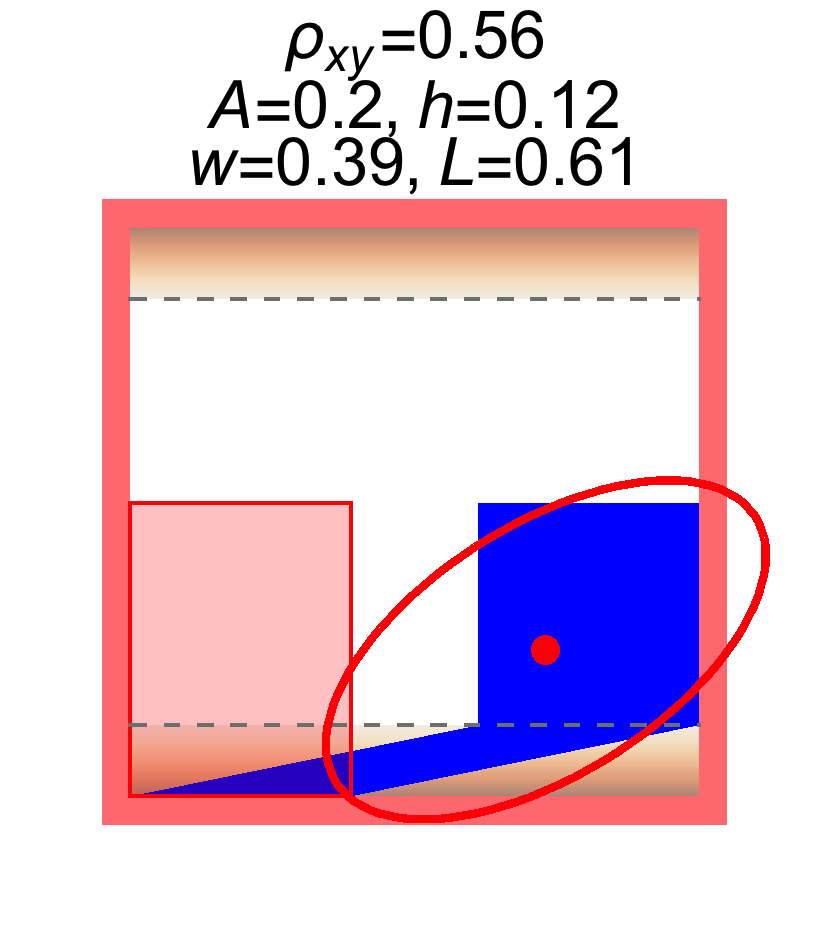 ρxy=0.56
A=0.2, h=0.12
w=0.39, L=0.61